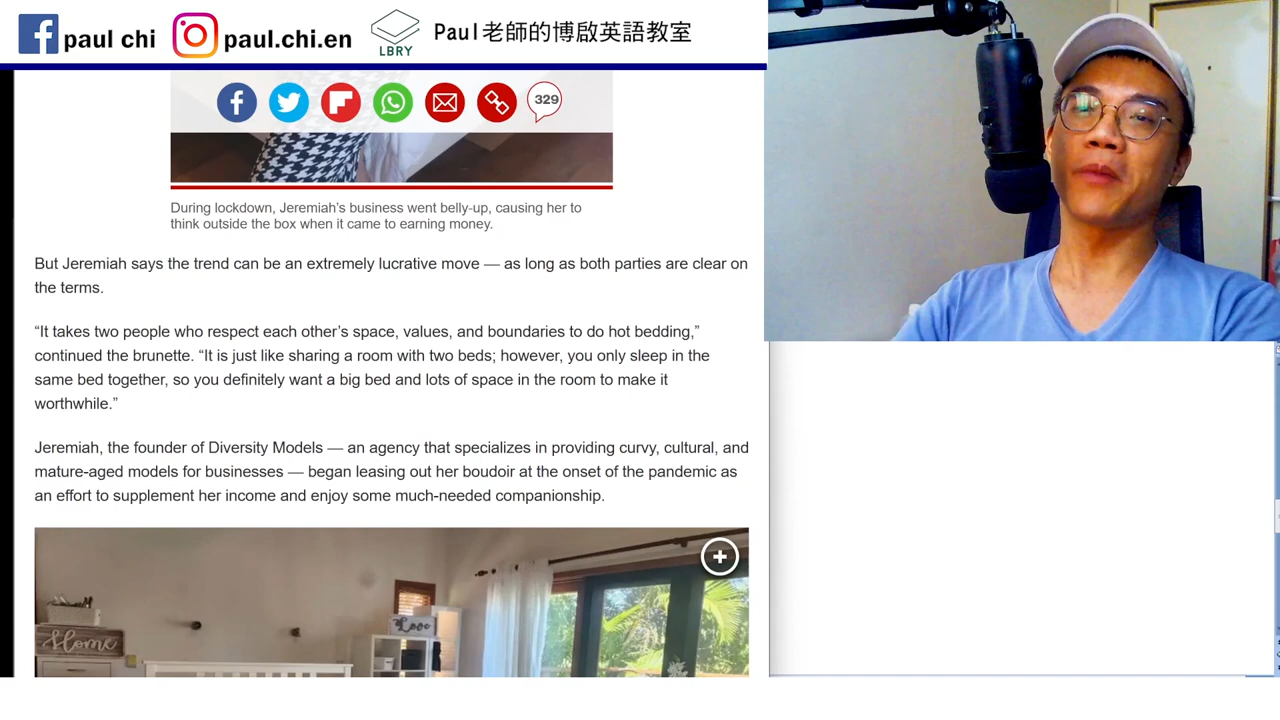 paul chi
paul.chi.en
LBRY
Paul老師的博啟英語教室
329
During lockdown, Jeremiah’s business went belly-up, causing her to
think outside the box when it came to earning money.
But Jeremiah says the trend can be an extremely lucrative move — as long as both parties are clear on
the terms.
“It takes two people who respect each other’s space, values, and boundaries to do hot bedding,”
continued the brunette. “It is just like sharing a room with two beds; however, you only sleep in the
same bed together, so you definitely want a big bed and lots of space in the room to make it
worthwhile.”
Jeremiah, the founder of Diversity Models — an agency that specializes in providing curvy, cultural, and
mature-aged models for businesses — began leasing out her boudoir at the onset of the pandemic as
an effort to supplement her income and enjoy some much-needed companionship.
Love
Home